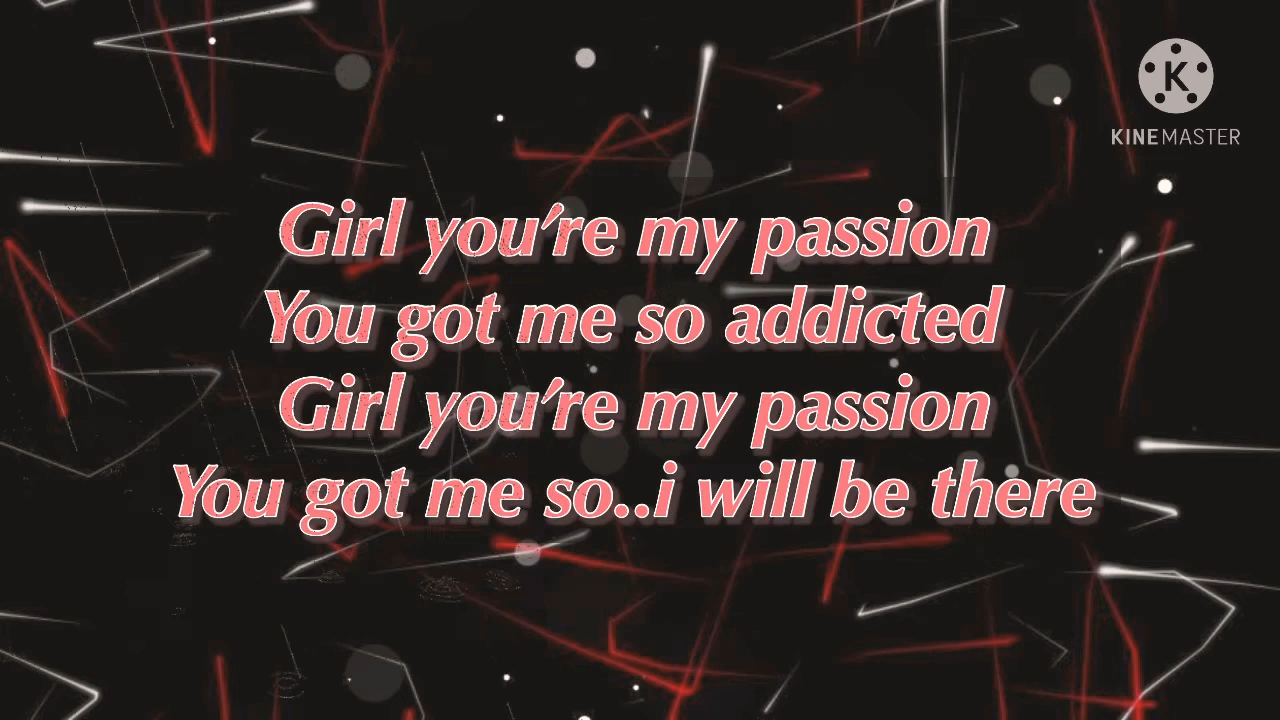 K
KINEMASTER
Girl you're my passion
You got me so addicted
Girl you're my passion
You got me so..i will be there